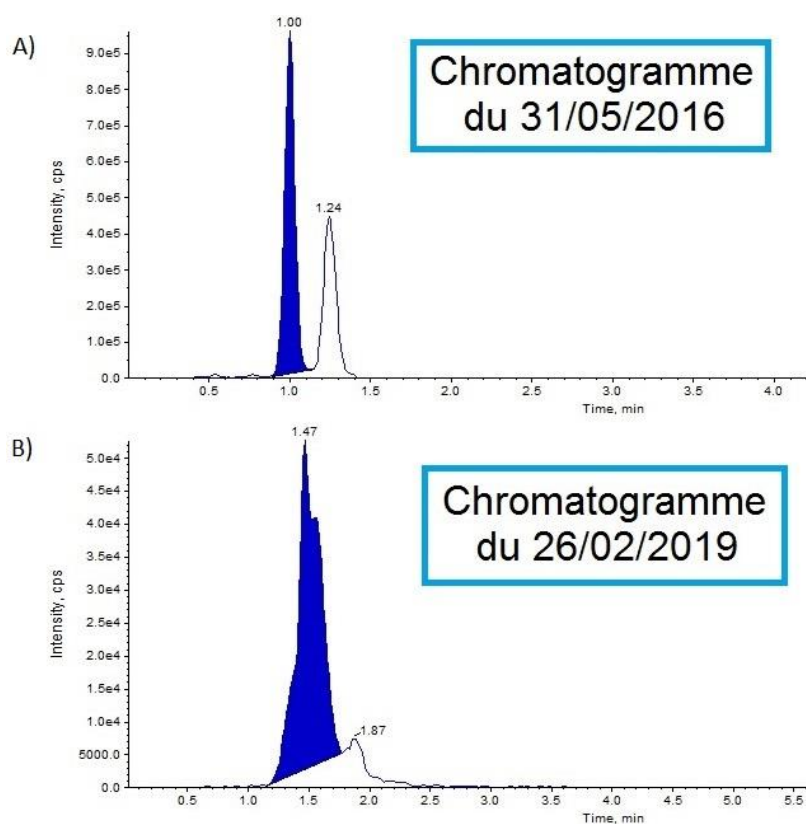 A)
1.00
Chromatogramme
du 31/05/2016
9.0e5
8.0e5
7.0e5
6.0e5
5.0e5
1.24
4.0e5
3.0e5
2.0e5
1.0e5
0.0
Intensity, cps
0.5 1.0 1.5 2.0 2.5 3.0 3.5 4.0
Time, min
B)
1.47
Chromatogramme
du 26/02/2019
5.0e4
4.5e4
4.0e4
3.5e4
3.0e4
2.5e4
2.0e4
1.5e4
1.0e4
1.87
5000.0
0.0
Intensity, cps
0.5 1.0 1.5 2.0 2.5 3.0 3.5 4.0 4.5 5.0 5.5
Time, min